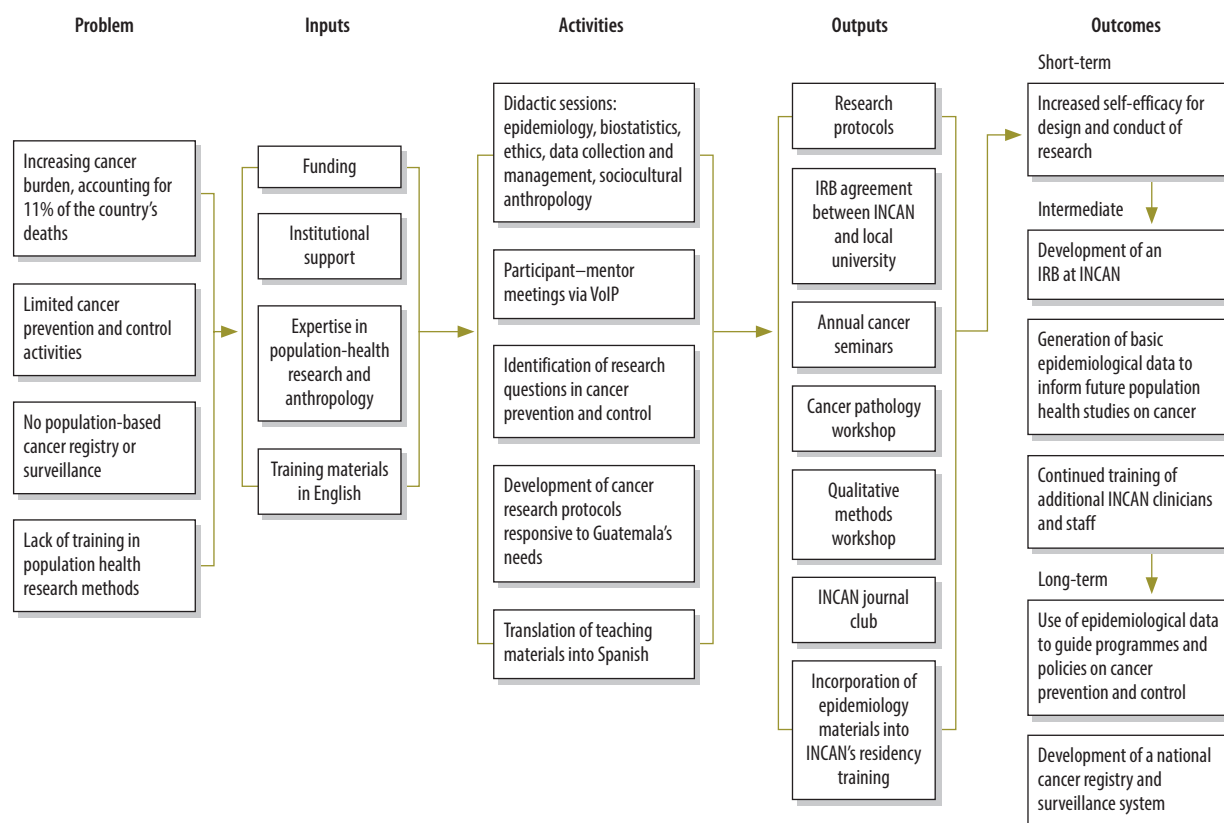 Problem
Inputs
Activities
Outputs
Outcomes
Increasing cancer
burden, accounting for
11% of the country's
deaths
Limited cancer
prevention and control
activities
No population-based
cancer registry or
surveillance
Lack of training in
population health
research methods
Funding
Institutional
support
Expertise in
population-health
research and
anthropology
Training materials
in English
Didactic sessions:
epidemiology, biostatistics,
ethics, data collection and
management, sociocultural
anthropology
Participant–mentor
meetings via VoIP
Identification of research
questions in cancer
prevention and control
Development of cancer
research protocols
responsive to Guatemala's
needs
Translation of teaching
materials into Spanish
Research
protocols
IRB agreement
between INCAN
and local
university
Annual cancer
seminars
Cancer pathology
workshop
Qualitative
methods
workshop
INCAN journal
club
Incorporation of
epidemiology
materials into
INCAN's residency
training
Short-term
Increased self-efficacy for
design and conduct of
research
Intermediate
Development of an
IRB at INCAN
Generation of basic
epidemiological data to
inform future population
health studies on cancer
Continued training of
additional INCAN clinicians
and staff
Long-term
Use of epidemiological data
to guide programmes and
policies on cancer
prevention and control
Development of a national
cancer registry and
surveillance system